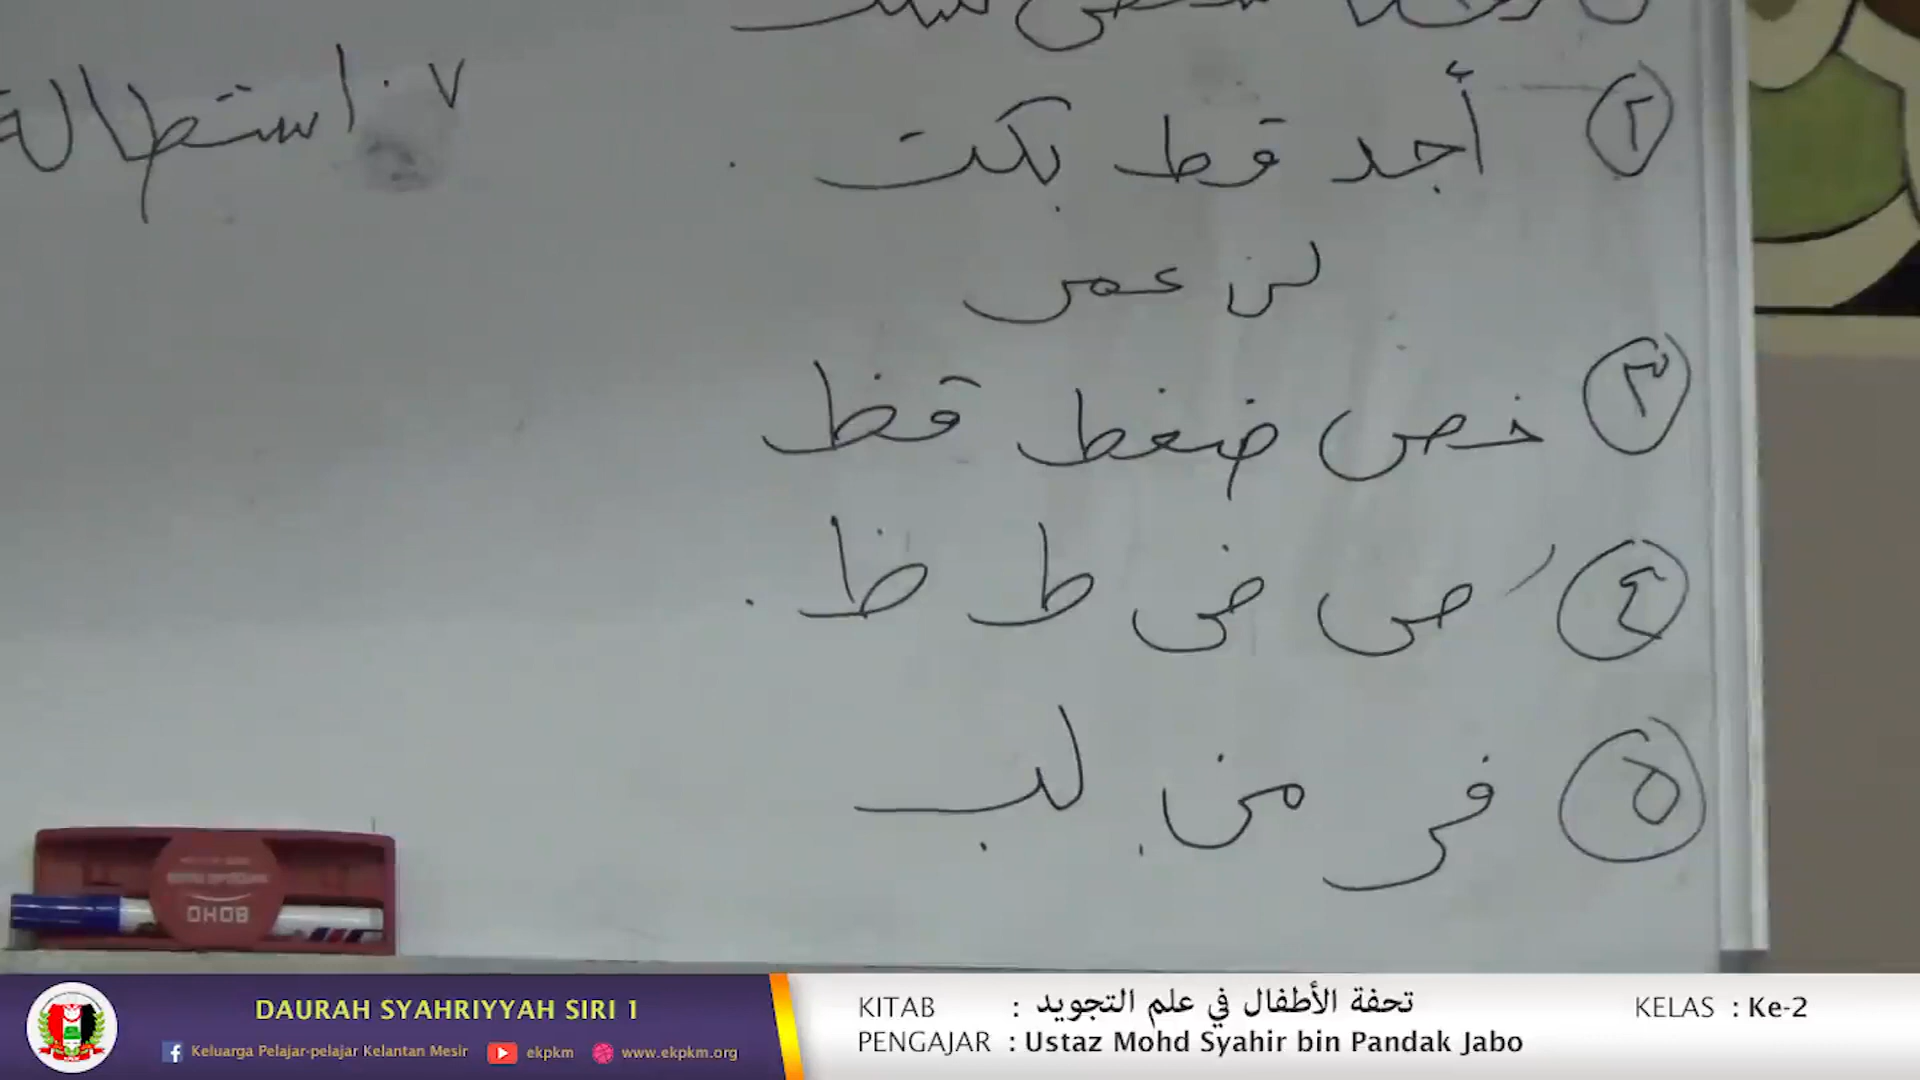 ٢ أجد قط بكت
لن عمر
٣ خص ضغط قظ
٤ ص ض ط ظ
٥ فر من لب
٧. استطالة
BOHO
DAURAH SYAHRIYYAH SIRI 1
Keluarga Pelajar-pelajar Kelantan Mesir ekpkm www.ekpkm.org
KITAB : تحفة الأطفال في علم التجويد
PENGAJAR : Ustaz Mohd Syahir bin Pandak Jabo
KELAS : Ke-2